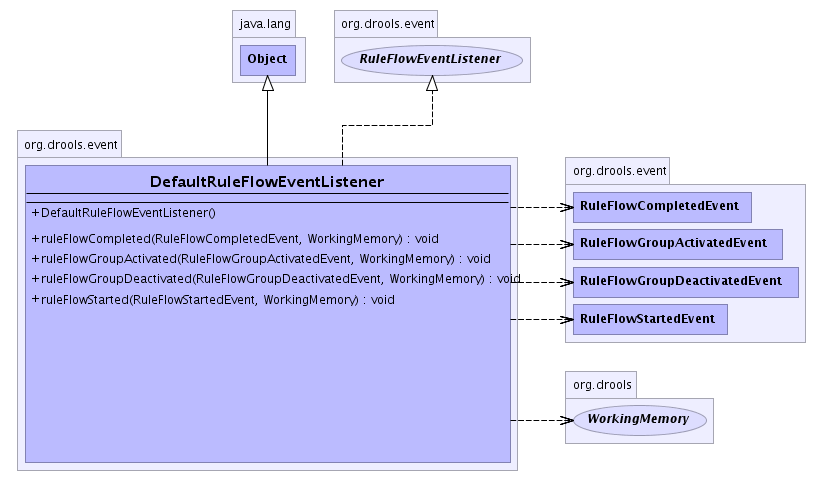 java.lang
Object
org.drools.event
RuleFlowEventListener
org.drools.event
DefaultRuleFlowEventListener
+DefaultRuleFlowEventListener()
+ruleFlowCompleted(RuleFlowCompletedEvent, WorkingMemory) : void
+ruleFlowGroupActivated(RuleFlowGroupActivatedEvent, WorkingMemory) : void
+ruleFlowGroupDeactivated(RuleFlowGroupDeactivatedEvent, WorkingMemory) : void
+ruleFlowStarted(RuleFlowStartedEvent, WorkingMemory) : void
org.drools.event
RuleFlowCompletedEvent
RuleFlowGroupActivatedEvent
RuleFlowGroupDeactivatedEvent
RuleFlowStartedEvent
org.drools
WorkingMemory